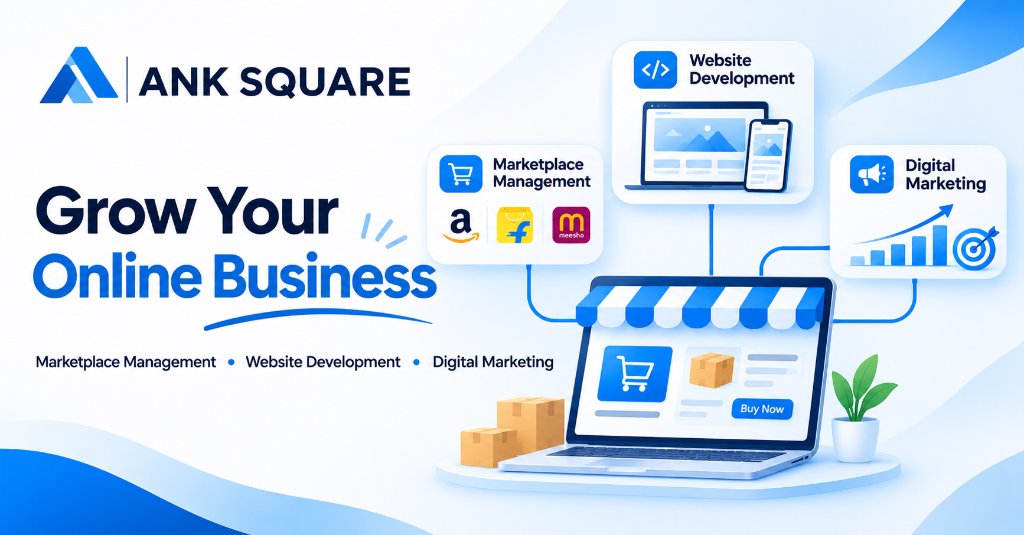 ANK SQUARE
Grow Your
Online Business
Marketplace Management • Website Development • Digital Marketing
Marketplace
Management
a
f
m
meesho
Website
Development
</>
Digital
Marketing
Buy Now